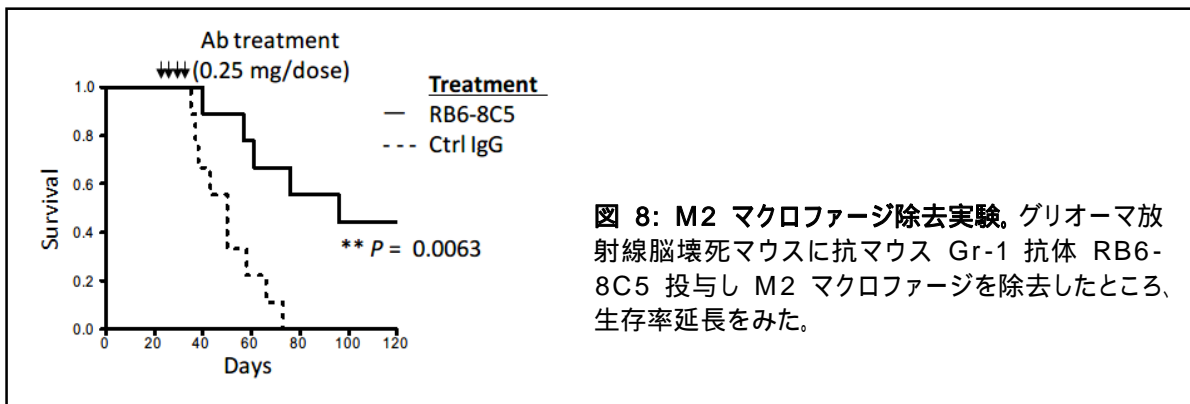 Ab treatment
(0.25 mg/dose)
Treatment
RB6-8C5
Ctrl IgG
1.0
0.8
0.6
0.4
0.2
0.0
Survival
** P = 0.0063
0 20 40 60 80 100 120
Days
図 8: M2 マクロファージ除去実験。グリオーマ放
射線脳壊死マウスに抗マウス Gr-1 抗体 RB6-
8C5 投与し M2 マクロファージを除去したところ、
生存率延長をみた。